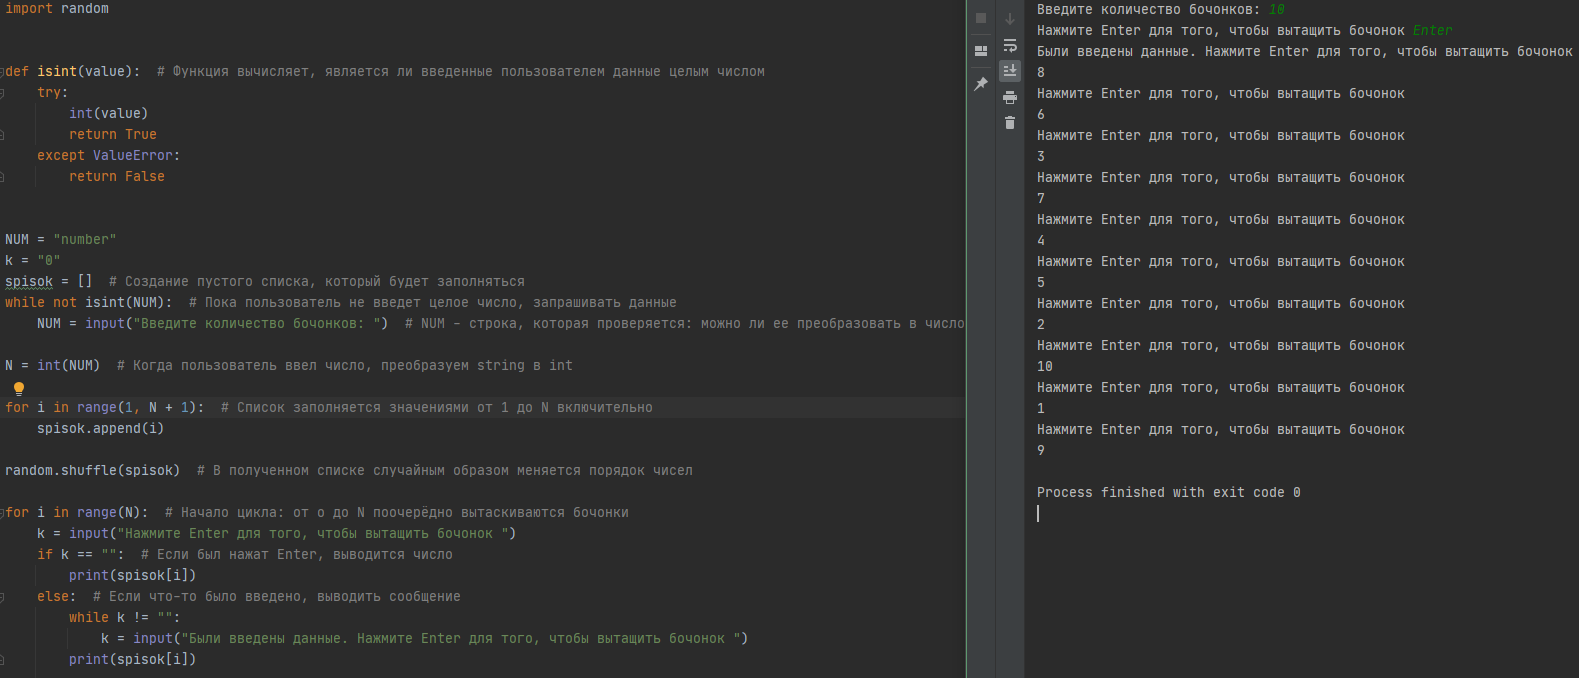 import random
def isint(value):  # Функция вычисляет, является ли введенные пользователем данные целым числом
    try:
        int(value)
        return True
    except ValueError:
        return False
NUM = "number"
k = "0"
spisok = []  # Создание пустого списка, который будет заполняться
while not isint(NUM):  # Пока пользователь не введет целое число, запрашивать данные
    NUM = input("Введите количество бочонков: ")  # NUM - строка, которая проверяется: можно ли ее преобразовать в число
N = int(NUM)  # Когда пользователь ввел число, преобразуем string в int
for i in range(1, N + 1):  # Список заполняется значениями от 1 до N включительно
    spisok.append(i)
random.shuffle(spisok)  # В полученном списке случайным образом меняется порядок чисел
for i in range(N):  # Начало цикла: от о до N поочерёдно вытаскиваются бочонки
    k = input("Нажмите Enter для того, чтобы вытащить бочонок ")
    if k == "":  # Если был нажат Enter, выводится число
        print(spisok[i])
    else:  # Если что-то было введено, выводить сообщение
        while k != "":
            k = input("Были введены данные. Нажмите Enter для того, чтобы вытащить бочонок ")
        print(spisok[i])
Введите количество бочонков: 10
Нажмите Enter для того, чтобы вытащить бочонок Enter
Были введены данные. Нажмите Enter для того, чтобы вытащить бочонок
8
Нажмите Enter для того, чтобы вытащить бочонок
6
Нажмите Enter для того, чтобы вытащить бочонок
3
Нажмите Enter для того, чтобы вытащить бочонок
7
Нажмите Enter для того, чтобы вытащить бочонок
4
Нажмите Enter для того, чтобы вытащить бочонок
5
Нажмите Enter для того, чтобы вытащить бочонок
2
Нажмите Enter для того, чтобы вытащить бочонок
10
Нажмите Enter для того, чтобы вытащить бочонок
1
Нажмите Enter для того, чтобы вытащить бочонок
9
Process finished with exit code 0